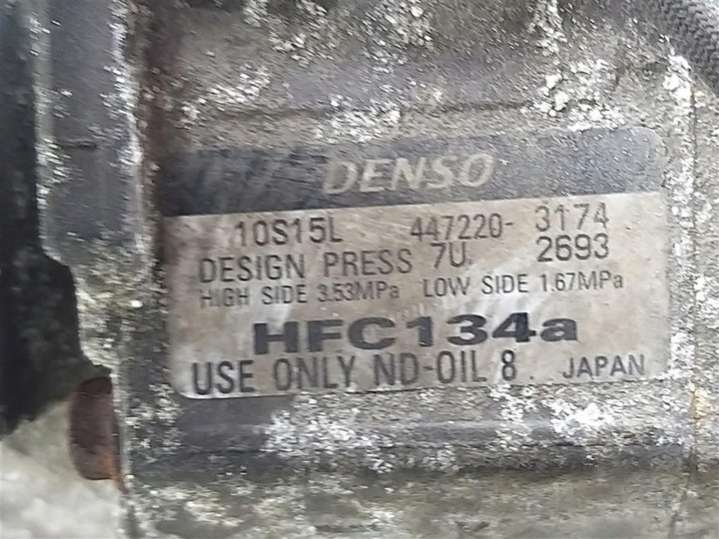 DENSO
10S15L 447220-3174
DESIGN PRESS 7U. 2693
HIGH SIDE 3.53MPa LOW SIDE 1.67MPa
HFC134a
USE ONLY ND-OIL 8. JAPAN